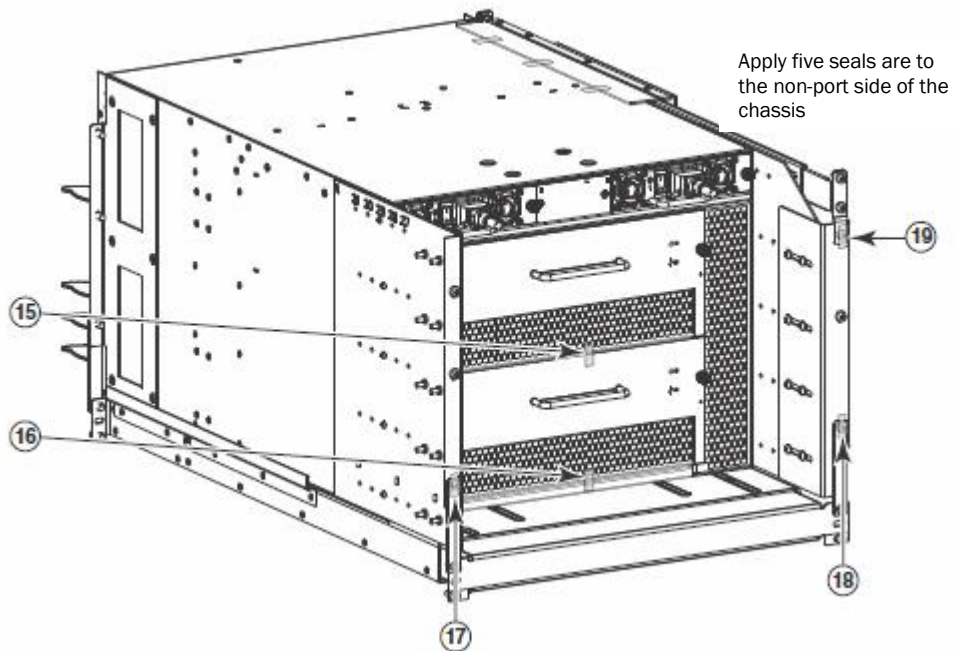 Apply five seals are to
the non-port side of the
chassis
19
15
16
18
17